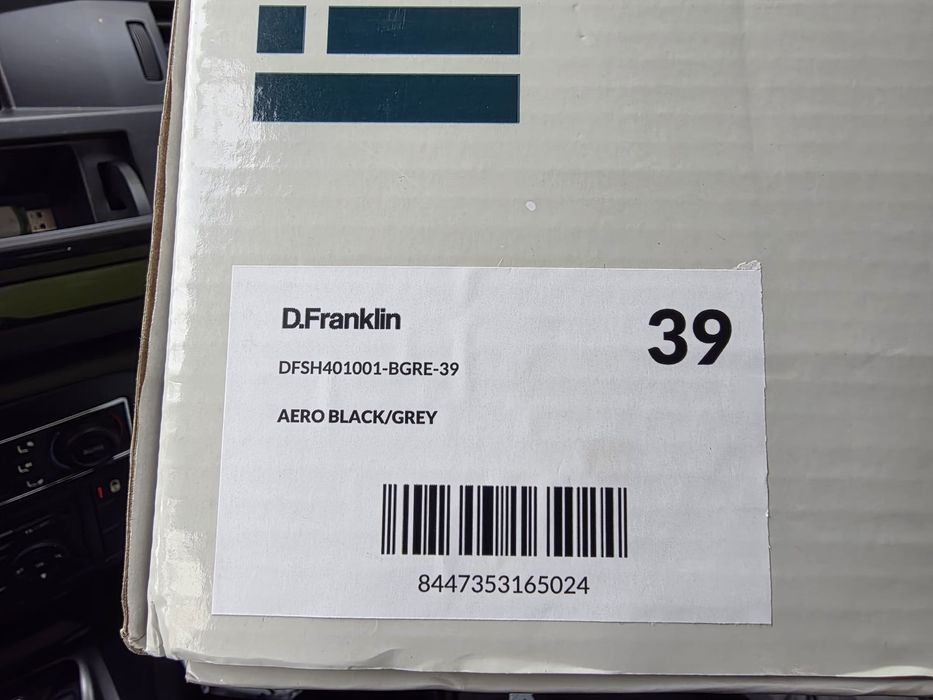 D.Franklin
39
DFSH401001-BGRE-39
AERO BLACK/GREY
8447353165024